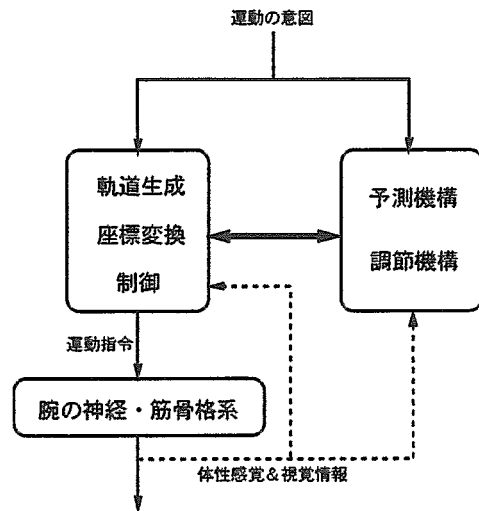 運動の意図
軌道生成
座標変換
制御
予測機構
調節機構
運動指令
腕の神経・筋骨格系
体性感覚&視覚情報